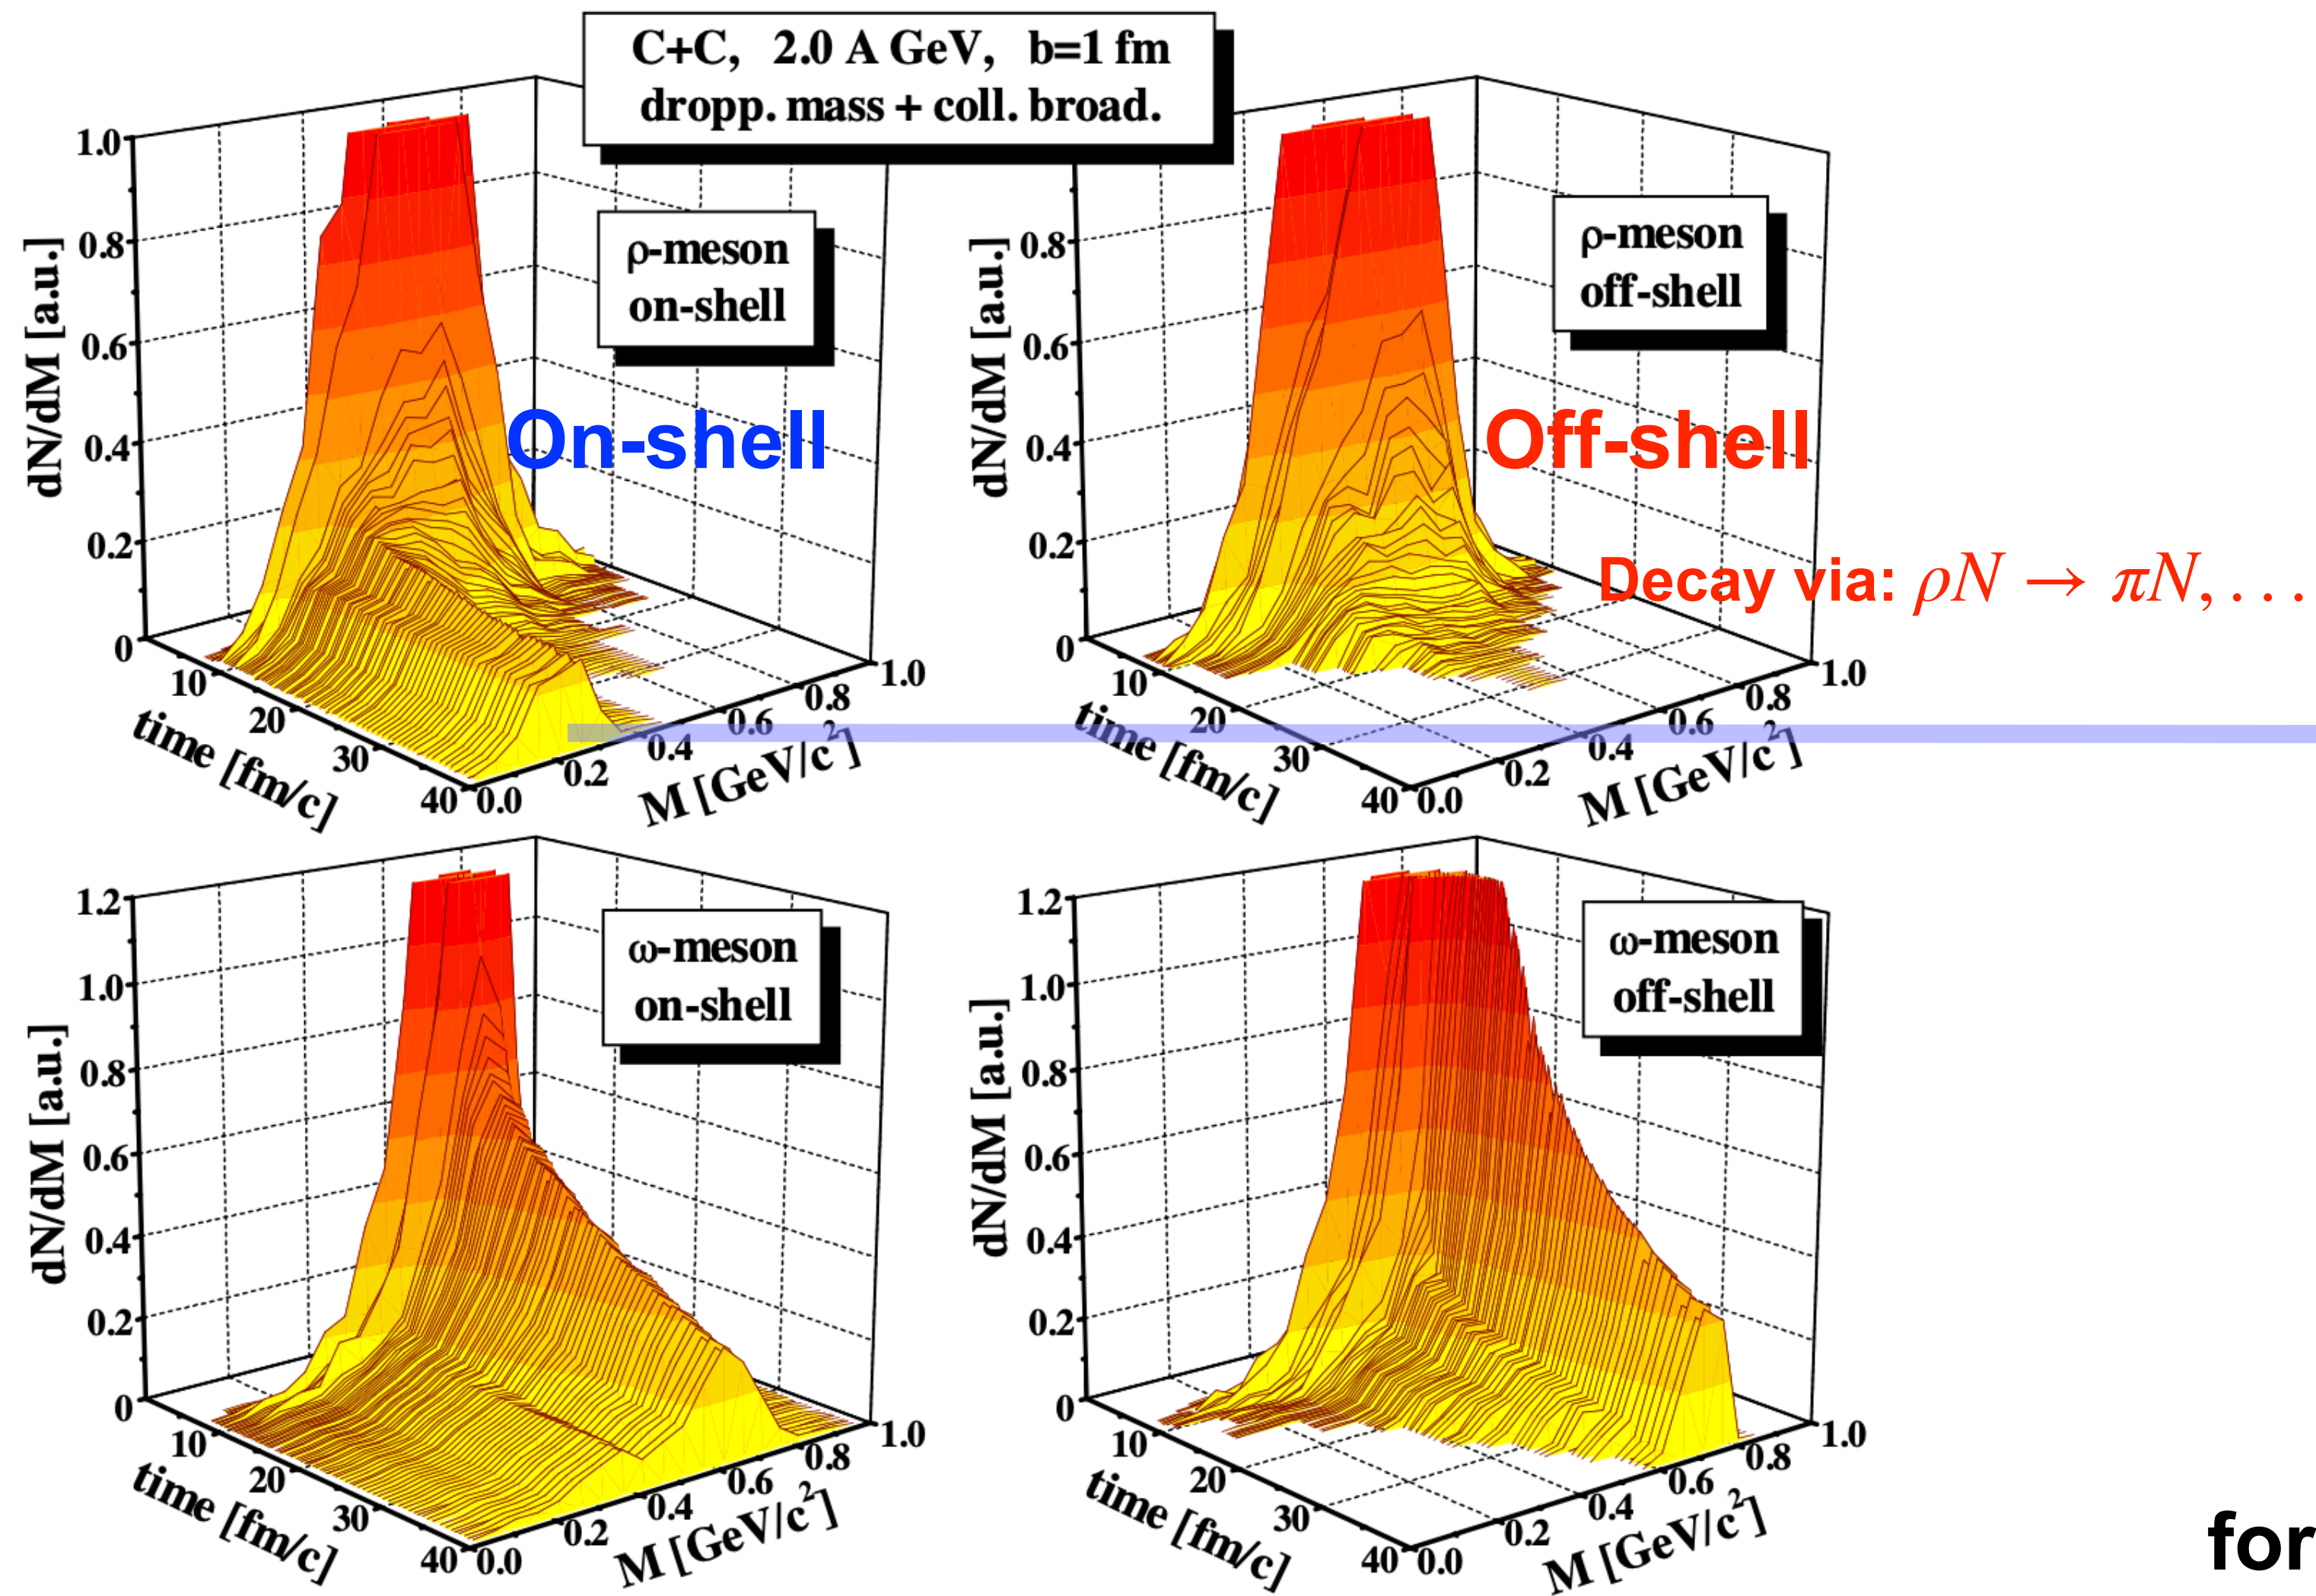 C+C, 2.0 A GeV, b=1 fm
dropp. mass + coll. broad.
ρ-meson
on-shell
On-shell
dN/dM [a.u.]
1.0
0.8
0.6
0.4
0.2
0
10
20
30
40
time [fm/c]
0.0
0.2
0.4
0.6
0.8
1.0
M [GeV/c²]
ρ-meson
off-shell
Off-shell
Decay via: ρN → πN, . . .
dN/dM [a.u.]
0.8
0.6
0.4
0.2
0
10
20
30
40
time [fm/c]
0.0
0.2
0.4
0.6
0.8
1.0
M [GeV/c²]
ω-meson
on-shell
dN/dM [a.u.]
1.2
1.0
0.8
0.6
0.4
0.2
0
10
20
30
40
time [fm/c]
0.0
0.2
0.4
0.6
0.8
1.0
M [GeV/c²]
ω-meson
off-shell
dN/dM [a.u.]
1.2
1.0
0.8
0.6
0.4
0.2
0
10
20
30
40
time [fm/c]
0.0
0.2
0.4
0.6
0.8
1.0
M [GeV/c²]
for